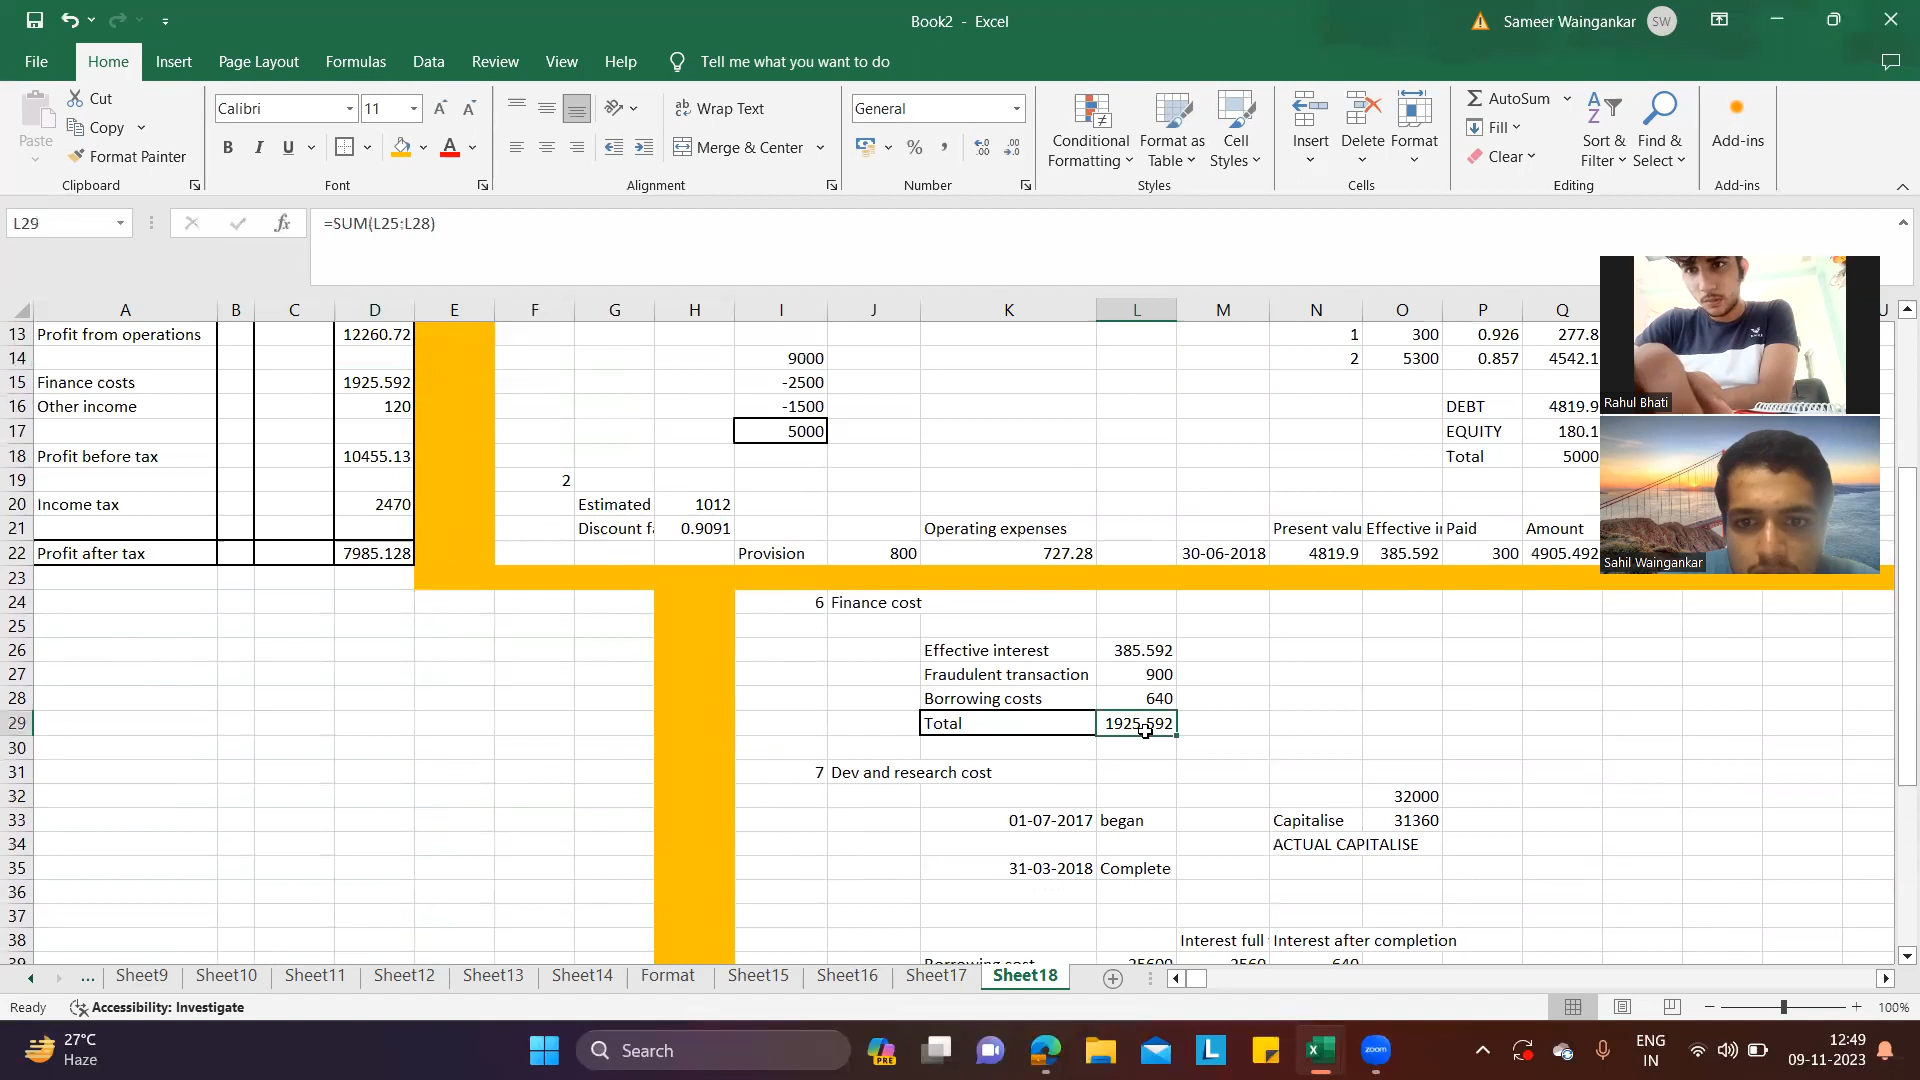 Book2 - Excel
Sameer Waingankar SW
File Home Insert Page Layout Formulas Data Review View Help Tell me what you want to do
Paste Cut Copy Format Painter Clipboard
Calibri 11 B I U A A Font
ab Wrap Text Merge & Center Alignment
General % Number
Conditional Formatting Format as Table Cell Styles Styles
Insert Delete Format Cells
AutoSum Fill Clear Sort & Filter Find & Select Editing
Add-ins Add-ins
L29 fx =SUM(L25:L28)
A B C D E F G H I J K L M N O P Q U
13 Profit from operations 12260.72 1 300 0.926 277.8
14 9000 2 5300 0.857 4542.1
15 Finance costs 1925.592 -2500
16 Other income 120 -1500 DEBT 4819.9
17 5000 EQUITY 180.1
18 Profit before tax 10455.13 Total 5000
19 2
20 Income tax 2470 Estimated 1012
21 Discount f 0.9091 Operating expenses Present valu Effective i Paid Amount
22 Profit after tax 7985.128 Provision 800 727.28 30-06-2018 4819.9 385.592 300 4905.492
23
24 6 Finance cost
25
26 Effective interest 385.592
27 Fraudulent transaction 900
28 Borrowing costs 640
29 Total 1925.592
30
31 7 Dev and research cost
32 32000
33 01-07-2017 began Capitalise 31360
34 ACTUAL CAPITALISE
35 31-03-2018 Complete
36
37
38 Interest full Interest after completion
39 Borrowing cost 25600 2560 640
Rahul Bhati
Sahil Waingankar
... Sheet9 Sheet10 Sheet11 Sheet12 Sheet13 Sheet14 Format Sheet15 Sheet16 Sheet17 Sheet18
Ready Accessibility: Investigate 100%
27°C
Haze
Search
PRE
L
zoom
ENG
IN
12:49
09-11-2023